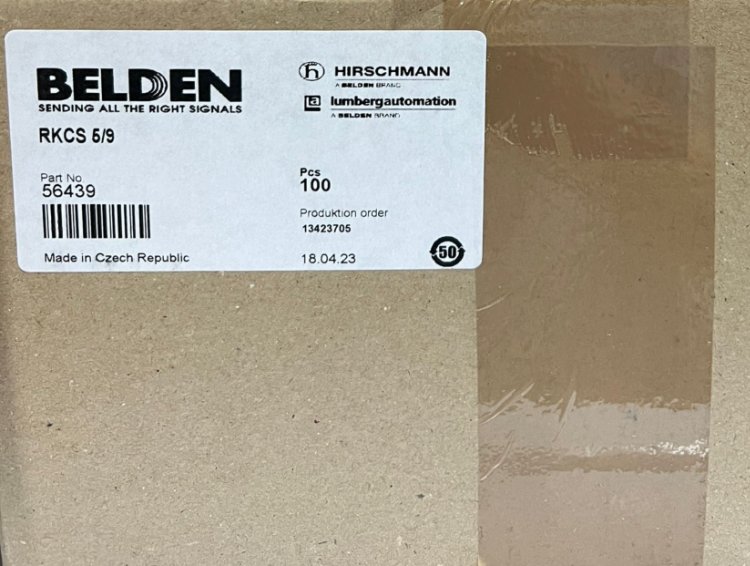 BELDEN
SENDING ALL THE RIGHT SIGNALS
HIRSCHMANN
A BELDEN BRAND
lumbergautomation
A BELDEN BRAND
RKCS 5/9
Part No
56439
Pcs
100
Produktion order
13423705
Made in Czech Republic
18.04.23
50